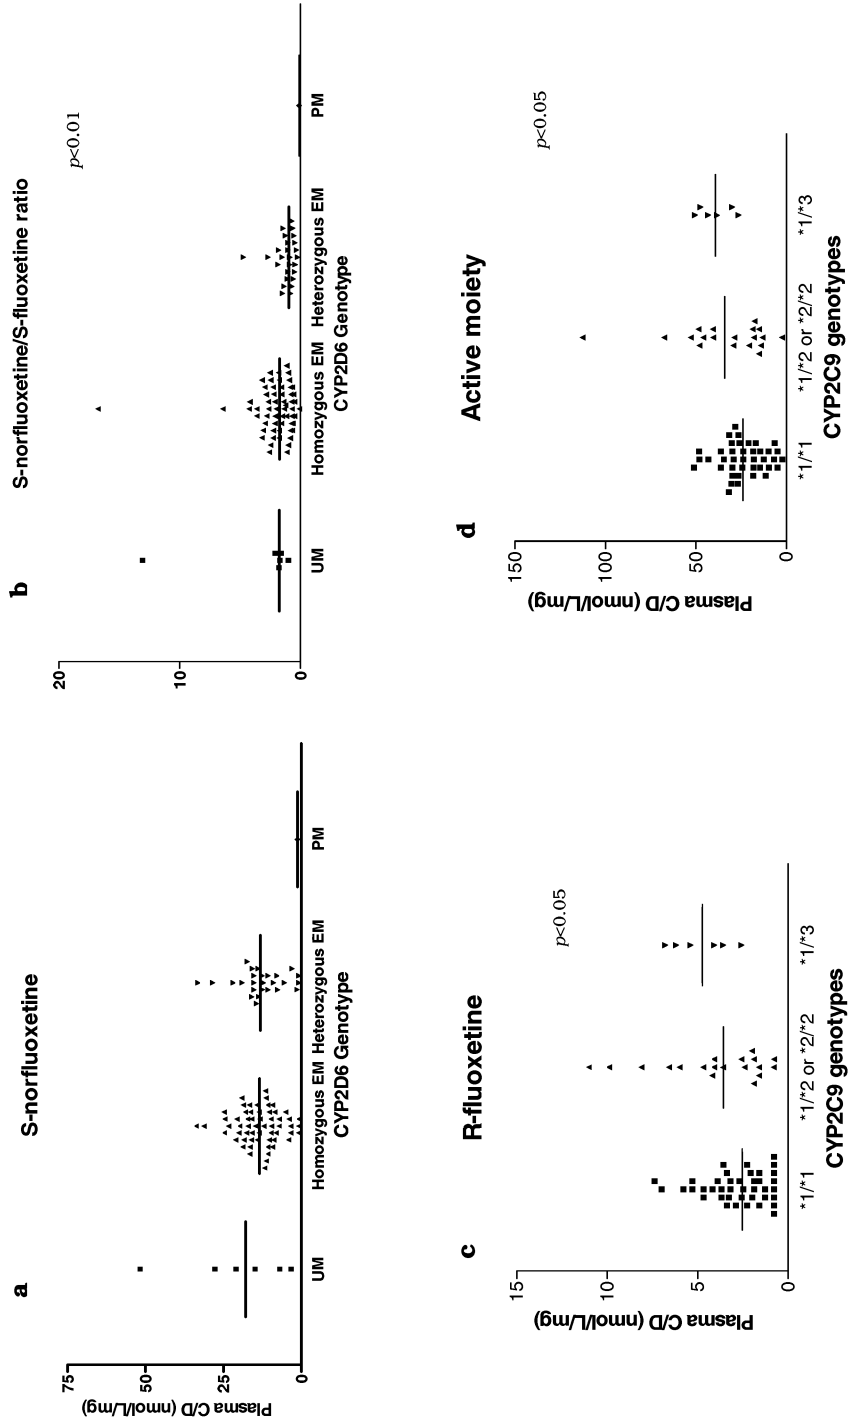 a
S-norfluoxetine
Plasma C/D (nmol/L/mg)
75
50
25
0
UM
Homozygous EM
Heterozygous EM
PM
CYP2D6 Genotype
b
S-norfluoxetine/S-fluoxetine ratio
p<0.01
20
10
0
UM
Homozygous EM
Heterozygous EM
PM
CYP2D6 Genotype
c
R-fluoxetine
p<0.05
Plasma C/D (nmol/L/mg)
15
10
5
0
*1/*1
*1/*2 or *2/*2
*1/*3
CYP2C9 genotypes
d
Active moiety
p<0.05
Plasma C/D (nmol/L/mg)
150
100
50
0
*1/*1
*1/*2 or *2/*2
*1/*3
CYP2C9 genotypes